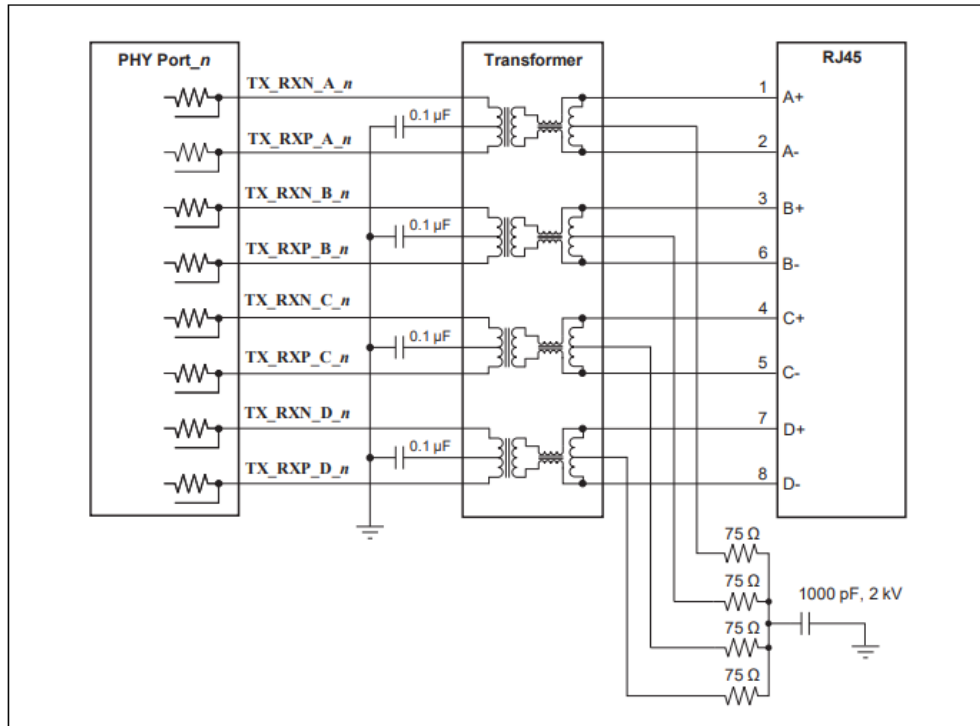 PHY Port_n
Transformer
RJ45
TX_RXN_A_n
1
A+
0.1 µF
TX_RXP_A_n
2
A-
TX_RXN_B_n
3
B+
0.1 µF
TX_RXP_B_n
6
B-
TX_RXN_C_n
4
C+
0.1 µF
TX_RXP_C_n
5
C-
TX_RXN_D_n
7
D+
0.1 µF
TX_RXP_D_n
8
D-
75 Ω
75 Ω
1000 pF, 2 kV
75 Ω
75 Ω